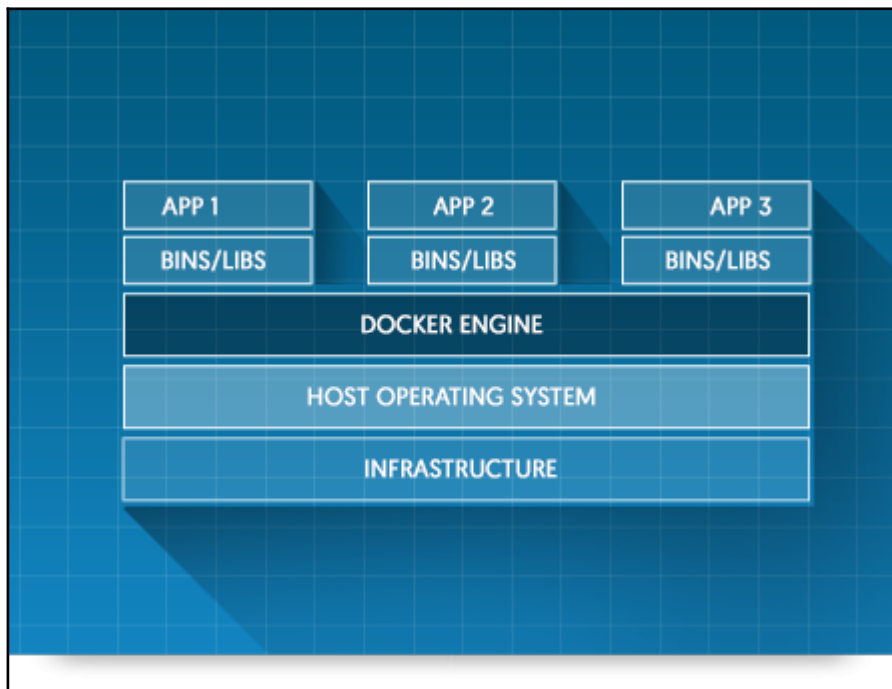 APP 1 APP 2 APP 3
BINS/LIBS BINS/LIBS BINS/LIBS
DOCKER ENGINE
HOST OPERATING SYSTEM
INFRASTRUCTURE